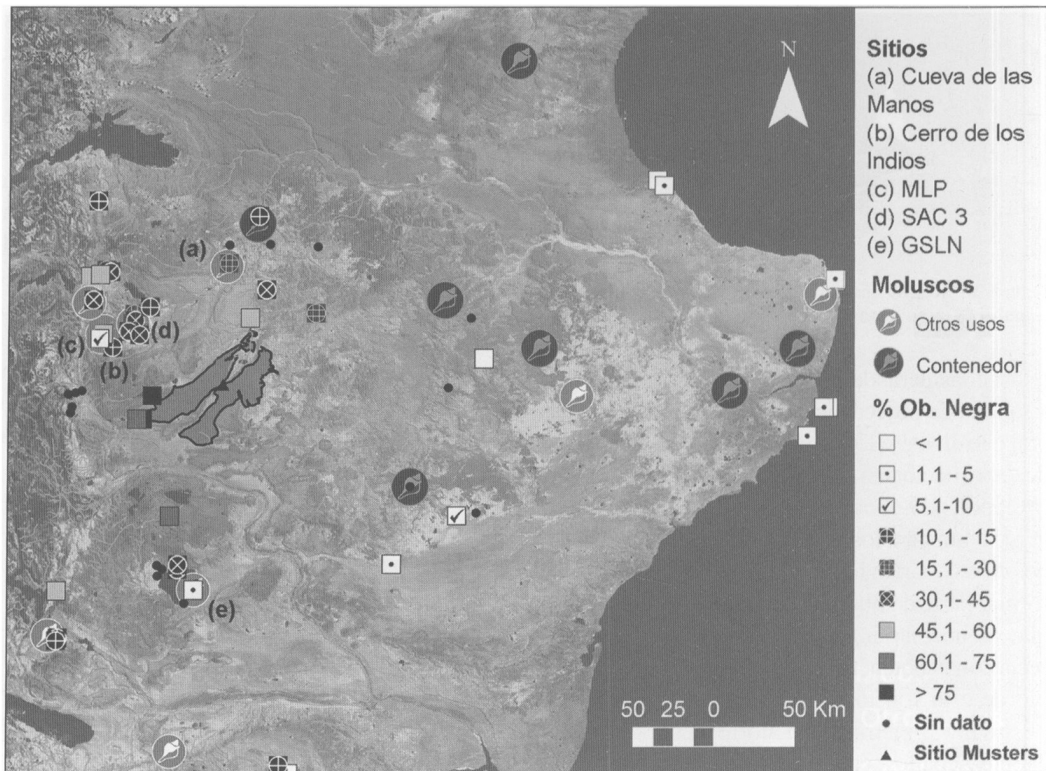 N
(a)
(d)
(c)
(b)
(e)
50 25 0 50 Km
Sitios
(a) Cueva de las
Manos
(b) Cerro de los
Indios
(c) MLP
(d) SAC 3
(e) GSLN
Moluscos
Otros usos
Contenedor
% Ob. Negra
< 1
1,1 - 5
5,1-10
10,1 - 15
15,1 - 30
30,1- 45
45,1 - 60
60,1 - 75
> 75
Sin dato
Sitio Musters